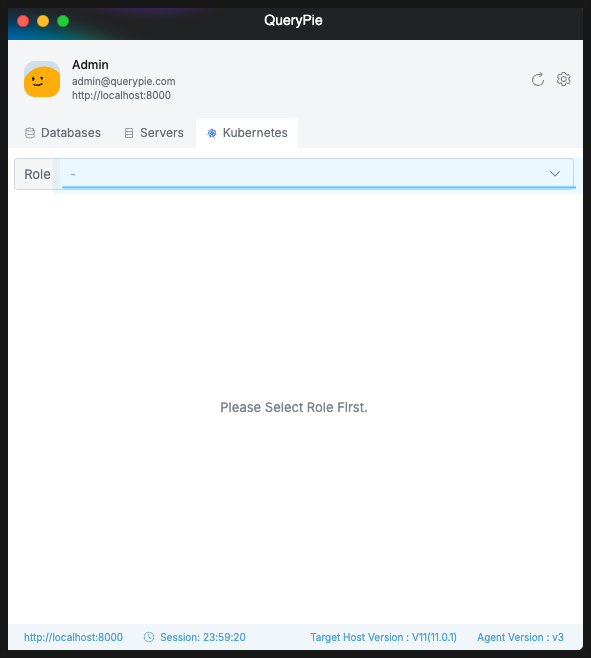 QueryPie
Admin
admin@querypie.com
http://localhost:8000
Databases Servers Kubernetes
Role -
Please Select Role First.
http://localhost:8000 Session: 23:59:20 Target Host Version : V11(11.0.1) Agent Version : v3